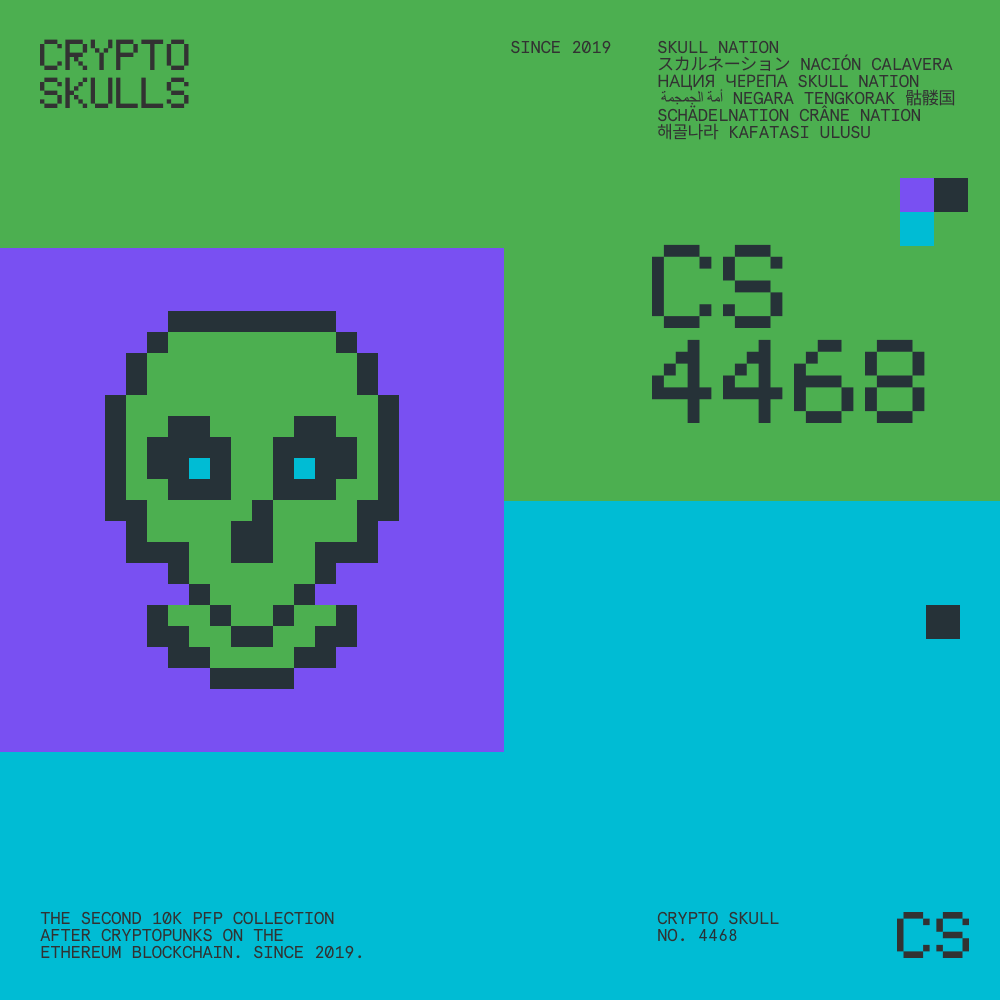 CRYPTO
SKULLS
SINCE 2019
SKULL NATION
スカルネーション NACIÓN CALAVERA
НАЦИЯ ЧЕРЕПА SKULL NATION
أمة الجمجمة NEGARA TENGKORAK 骷髅国
SCHÄDELNATION CRÂNE NATION
해골나라 KAFATASI ULUSU
CS
4468
THE SECOND 10K PFP COLLECTION
AFTER CRYPTOPUNKS ON THE
ETHEREUM BLOCKCHAIN. SINCE 2019.
CRYPTO SKULL
NO. 4468
CS